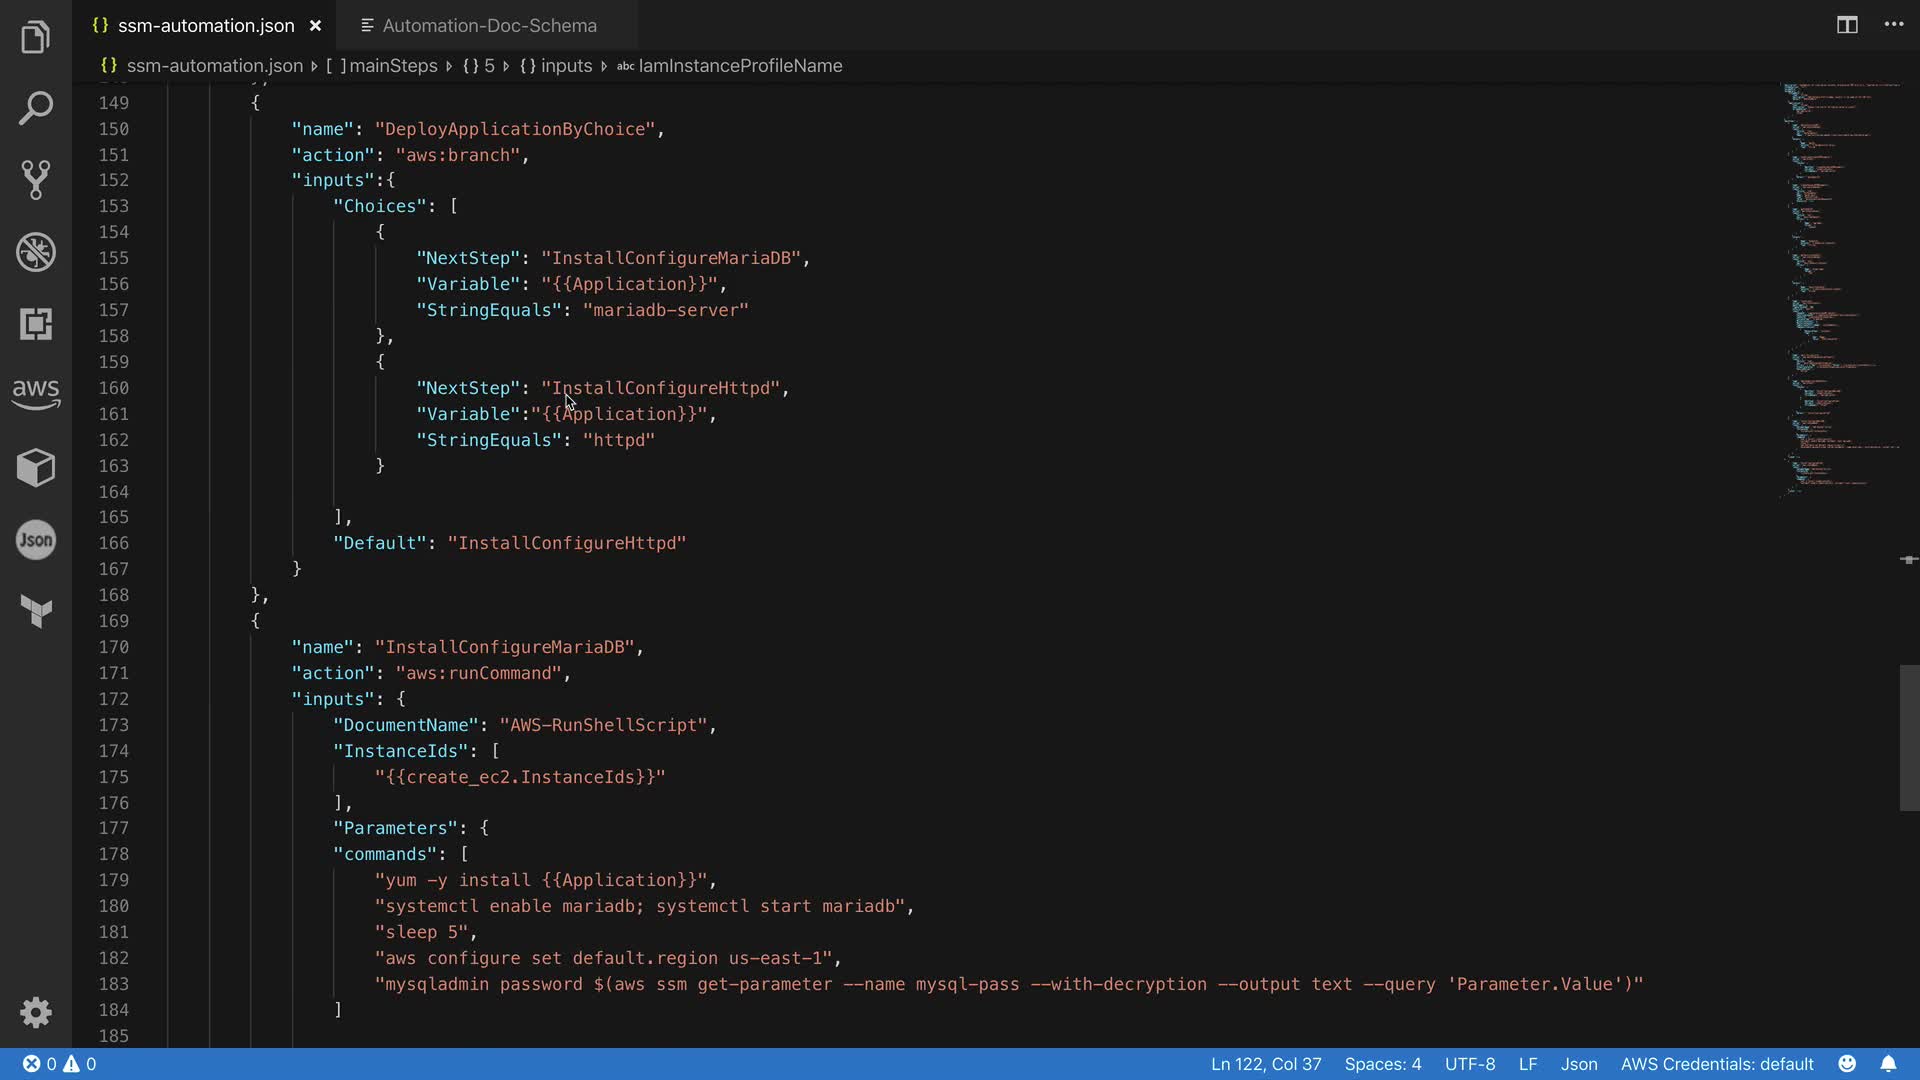 {} ssm-automation.json × Automation-Doc-Schema
{} ssm-automation.json [ ] mainSteps {} 5 {} inputs abc IamInstanceProfileName
149 {
150 "name": "DeployApplicationByChoice",
151 "action": "aws:branch",
152 "inputs":{
153 "Choices": [
154 {
155 "NextStep": "InstallConfigureMariaDB",
156 "Variable": "{{Application}}",
157 "StringEquals": "mariadb-server"
158 },
159 {
160 "NextStep": "InstallConfigureHttpd",
161 "Variable":"{{Application}}",
162 "StringEquals": "httpd"
163 }
164
165 ],
166 "Default": "InstallConfigureHttpd"
167 }
168 },
169 {
170 "name": "InstallConfigureMariaDB",
171 "action": "aws:runCommand",
172 "inputs": {
173 "DocumentName": "AWS-RunShellScript",
174 "InstanceIds": [
175 "{{create_ec2.InstanceIds}}"
176 ],
177 "Parameters": {
178 "commands": [
179 "yum -y install {{Application}}",
180 "systemctl enable mariadb; systemctl start mariadb",
181 "sleep 5",
182 "aws configure set default.region us-east-1",
183 "mysqladmin password $(aws ssm get-parameter --name mysql-pass --with-decryption --output text --query 'Parameter.Value')"
184 ]
185
aws
Json
0 0 Ln 122, Col 37 Spaces: 4 UTF-8 LF Json AWS Credentials: default